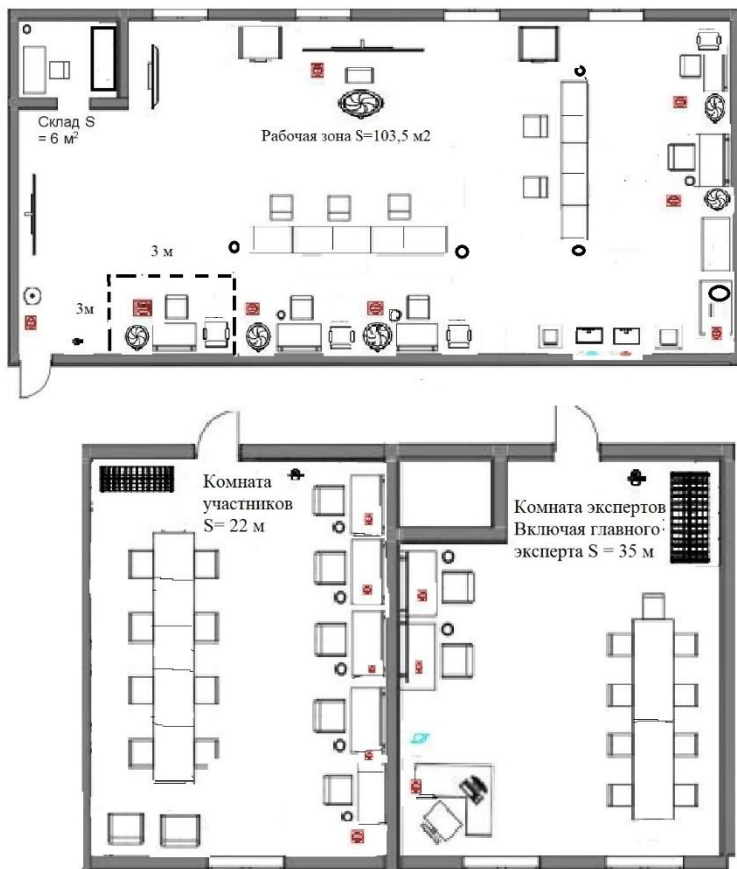 Склад S
= 6 м²
Рабочая зона S=103,5 м2
3 м
3м
Комната
участников
S= 22 м
Комната экспертов
Включая главного
эксперта S = 35 м